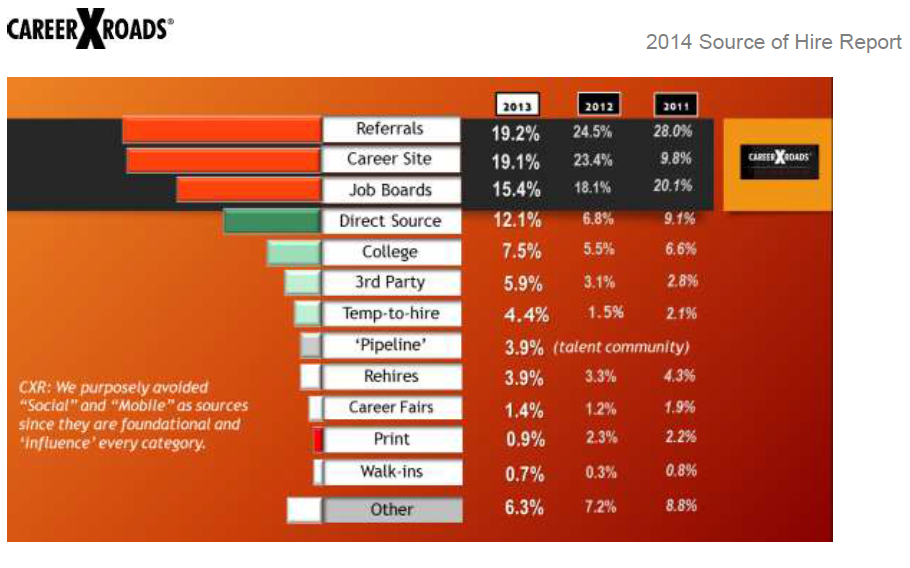 CAREERXROADS®
2014 Source of Hire Report
2013 2012 2011
Referrals 19.2% 24.5% 28.0%
Career Site 19.1% 23.4% 9.8%
CAREERXROADS
Job Boards 15.4% 18.1% 20.1%
Direct Source 12.1% 6.8% 9.1%
College 7.5% 5.5% 6.6%
3rd Party 5.9% 3.1% 2.8%
Temp-to-hire 4.4% 1.5% 2.1%
‘Pipeline’ 3.9% (talent community)
Rehires 3.9% 3.3% 4.3%
Career Fairs 1.4% 1.2% 1.9%
Print 0.9% 2.3% 2.2%
Walk-ins 0.7% 0.3% 0.8%
Other 6.3% 7.2% 8.8%
CXR: We purposely avoided
“Social” and “Mobile” as sources
since they are foundational and
‘influence’ every category.